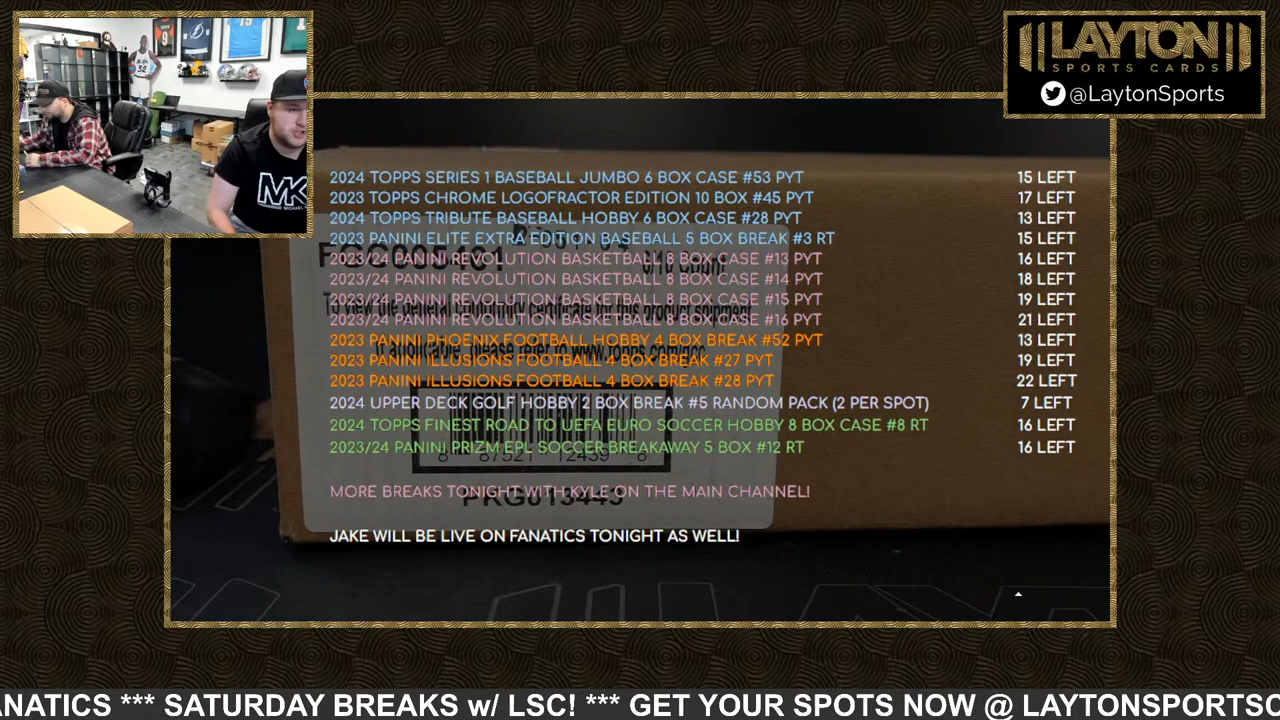 LAYTON
SPORTS CARDS
@LaytonSports
2024 TOPPS SERIES 1 BASEBALL JUMBO 6 BOX CASE #53 PYT 15 LEFT
2023 TOPPS CHROME LOGOFRACTOR EDITION 10 BOX #45 PYT 17 LEFT
2024 TOPPS TRIBUTE BASEBALL HOBBY 6 BOX CASE #28 PYT 13 LEFT
2023 PANINI ELITE EXTRA EDITION BASEBALL 5 BOX BREAK #3 RT 15 LEFT
2023/24 PANINI REVOLUTION BASKETBALL 8 BOX CASE #13 PYT 16 LEFT
2023/24 PANINI REVOLUTION BASKETBALL 8 BOX CASE #14 PYT 18 LEFT
2023/24 PANINI REVOLUTION BASKETBALL 8 BOX CASE #15 PYT 19 LEFT
2023/24 PANINI REVOLUTION BASKETBALL 8 BOX CASE #16 PYT 21 LEFT
2023 PANINI PHOENIX FOOTBALL HOBBY 4 BOX BREAK #52 PYT 13 LEFT
2023 PANINI ILLUSIONS FOOTBALL 4 BOX BREAK #27 PYT 19 LEFT
2023 PANINI ILLUSIONS FOOTBALL 4 BOX BREAK #28 PYT 22 LEFT
2024 UPPER DECK GOLF HOBBY 2 BOX BREAK #5 RANDOM PACK (2 PER SPOT) 7 LEFT
2024 TOPPS FINEST ROAD TO UEFA EURO SOCCER HOBBY 8 BOX CASE #8 RT 16 LEFT
2023/24 PANINI PRIZM EPL SOCCER BREAKAWAY 5 BOX #12 RT 16 LEFT
PKG013443
MORE BREAKS TONIGHT WITH KYLE ON THE MAIN CHANNEL!
JAKE WILL BE LIVE ON FANATICS TONIGHT AS WELL!
NATICS *** SATURDAY BREAKS w/ LSC! *** GET YOUR SPOTS NOW @ LAYTONSPORTSC
MK